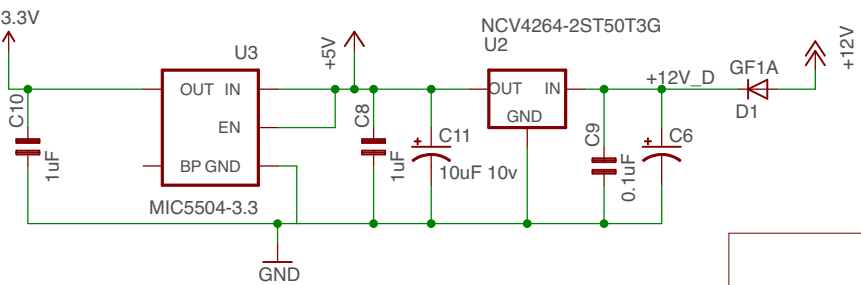 3.3V
U3
+5V
NCV4264-2ST50T3G
U2
+12V
C10
1uF
OUT IN
EN
BP GND
MIC5504-3.3
C8
1uF
C11
10uF 10v
OUT IN
GND
C9
0.1uF
+12V_D
C6
GF1A
D1
GND